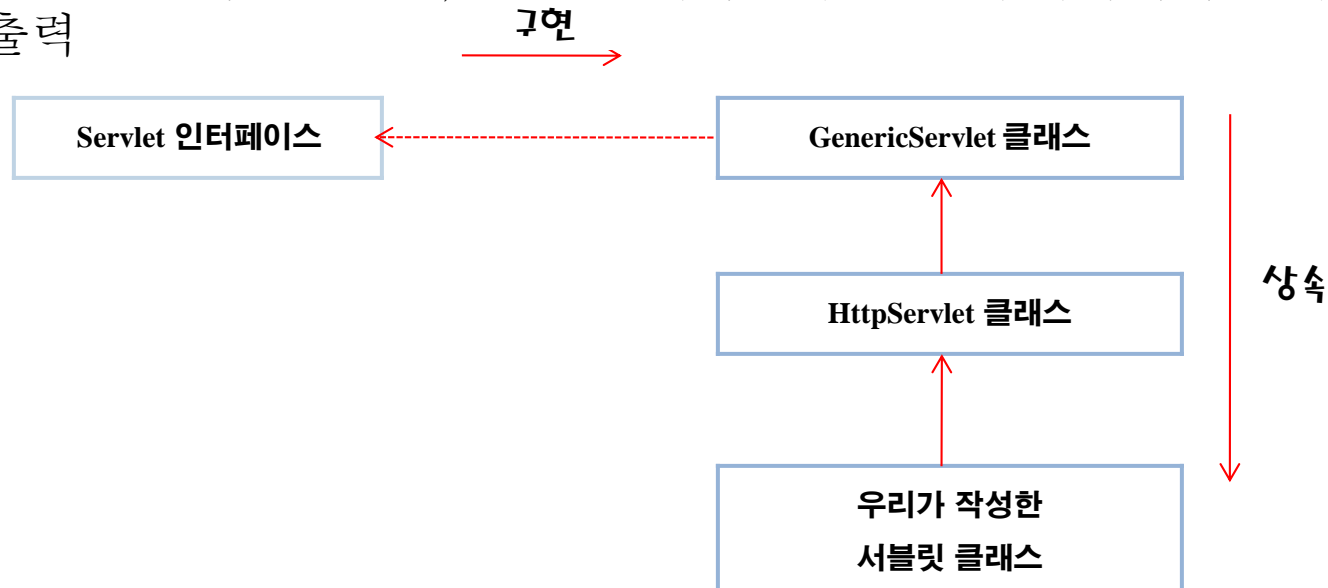 출력
구현
Servlet 인터페이스
GenericServlet 클래스
상속
HttpServlet 클래스
우리가 작성한
서블릿 클래스